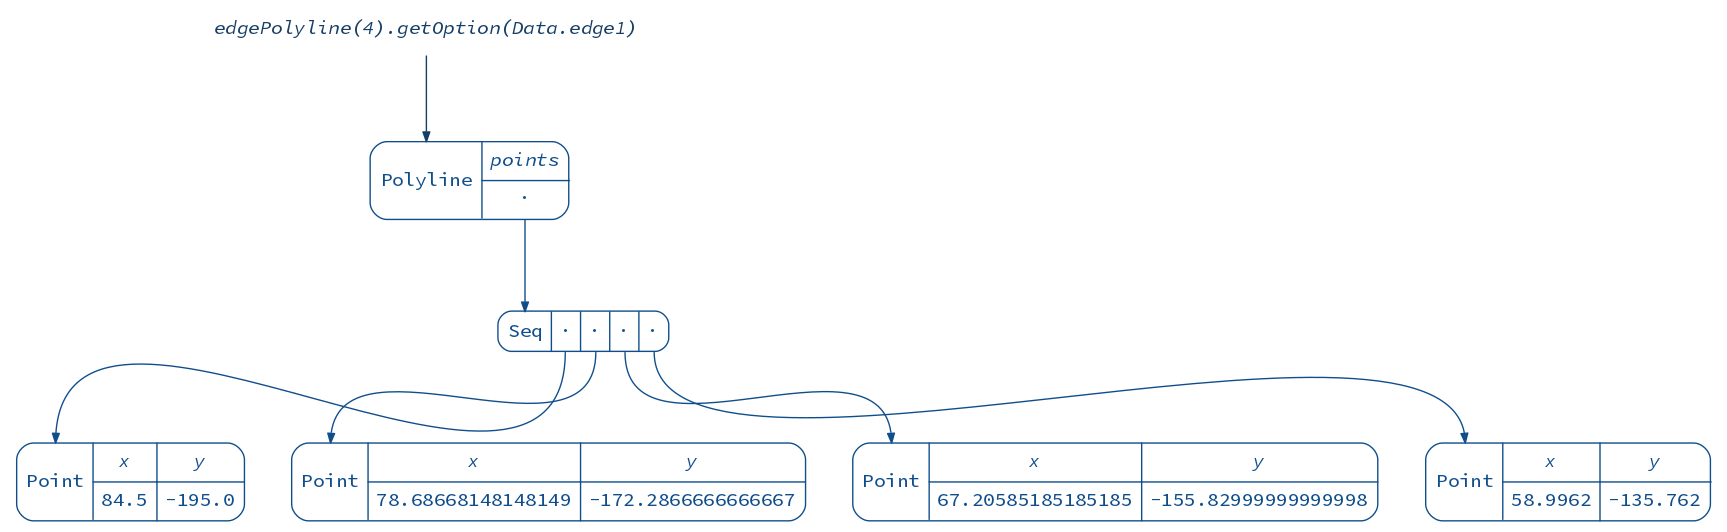 edgePolyline(4).getOption(Data.edge1)
Polyline
points
·
Seq · · · ·
Point
x y
84.5 -195.0
Point
x y
78.68668148148149 -172.2866666666667
Point
x y
67.20585185185185 -155.82999999999998
Point
x y
58.9962 -135.762